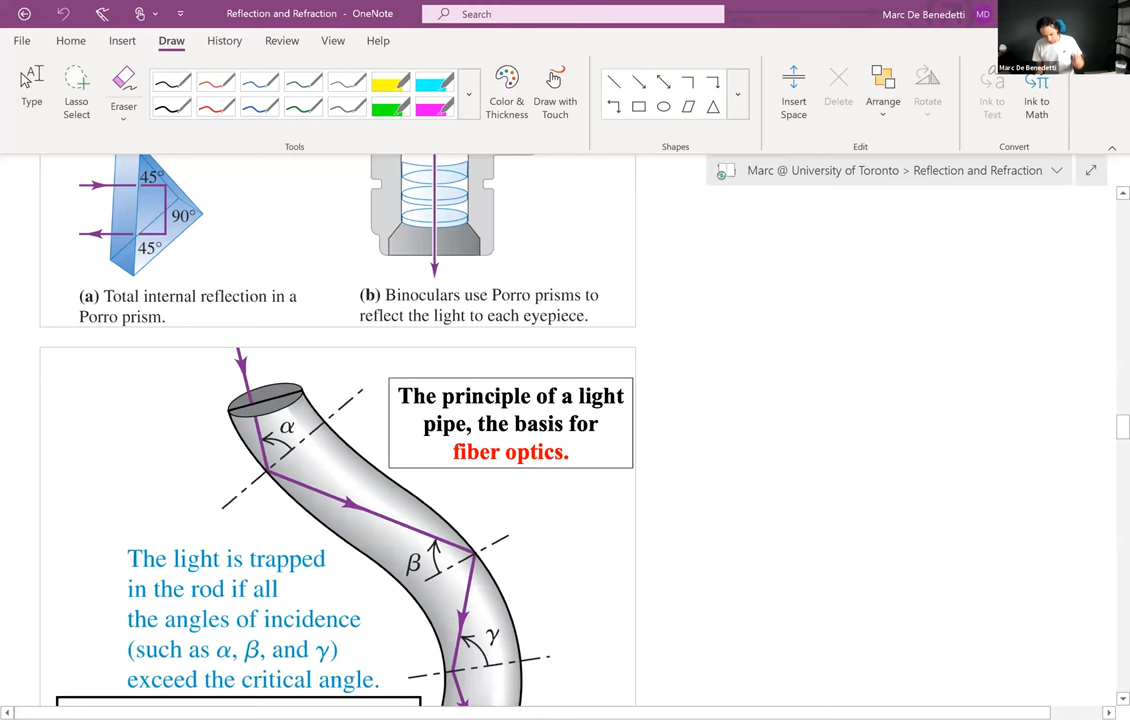 Reflection and Refraction - OneNote
Search
Marc De Benedetti
MD
File
Home
Insert
Draw
History
Review
View
Help
Marc De Benedetti
Type
Lasso
Select
Eraser
Color &
Thickness
Draw with
Touch
Insert
Space
Delete
Arrange
Rotate
Ink to
Text
Ink to
Math
Tools
Shapes
Edit
Convert
Marc @ University of Toronto > Reflection and Refraction
45°
90°
45°
(a) Total internal reflection in a
Porro prism.
(b) Binoculars use Porro prisms to
reflect the light to each eyepiece.
The principle of a light
pipe, the basis for
fiber optics.
α
β
γ
The light is trapped
in the rod if all
the angles of incidence
(such as α, β, and γ)
exceed the critical angle.